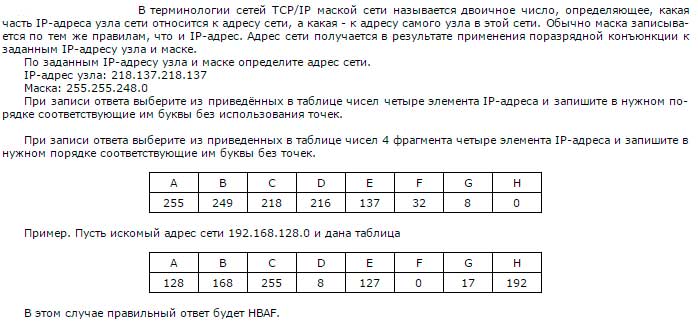 В терминологии сетей TCP/IP маской сети называется двоичное число, определяющее, какая
часть IP-адреса узла сети относится к адресу сети, а какая - к адресу самого узла в этой сети. Обычно маска записыва-
ется по тем же правилам, что и IP-адрес. Адрес сети получается в результате применения поразрядной конъюнкции к
заданным IP-адресу узла и маске.
По заданным IP-адресу узла и маске определите адрес сети.
IP-адрес узла: 218.137.218.137
Маска: 255.255.248.0
При записи ответа выберите из приведённых в таблице чисел четыре элемента IP-адреса и запишите в нужном по-
рядке соответствующие им буквы без использования точек.
При записи ответа выберите из приведенных в таблице чисел 4 фрагмента четыре элемента IP-адреса и запишите в
нужном порядке соответствующие им буквы без точек.
A B C D E F G H
255 249 218 216 137 32 8 0
Пример. Пусть искомый адрес сети 192.168.128.0 и дана таблица
A B C D E F G H
128 168 255 8 127 0 17 192
В этом случае правильный ответ будет HBAF.